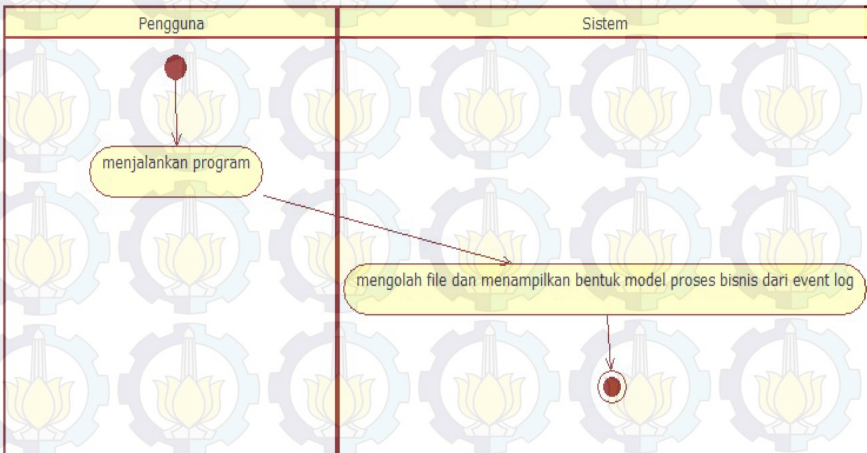 Pengguna
Sistem
menjalankan program
mengolah file dan menampilkan bentuk model proses bisnis dari event log